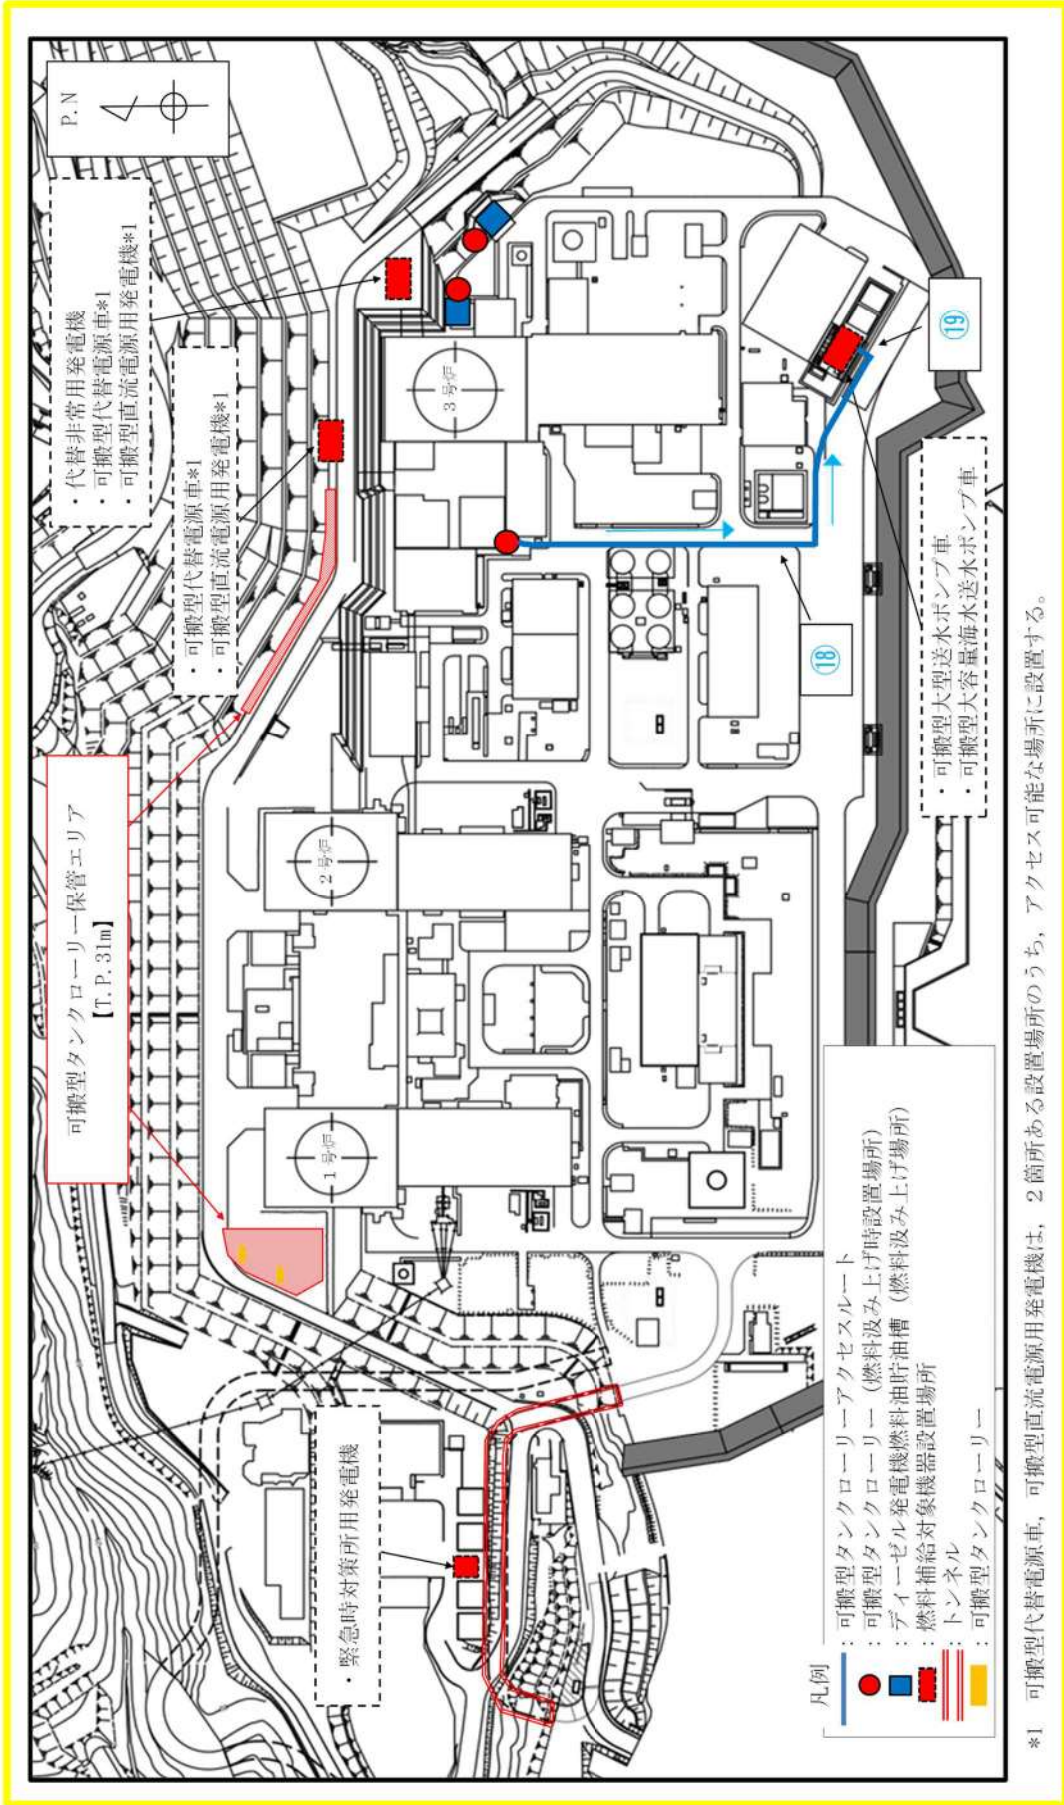 P.N
・代替非常用発電機
・可搬型代替電源車*1
・可搬型直流電源用発電機*1
・可搬型代替電源車*1
・可搬型直流電源用発電機*1
可搬型タンクローリー保管エリア
【T.P.31m】
・緊急時対策所用発電機
1号炉
2号炉
3号炉
⑱
⑲
・可搬型大型送水ポンプ車
・可搬型大容量海水送水ポンプ車
凡例
：可搬型タンクローリーアクセスルート
：可搬型タンクローリー（燃料汲み上げ時設置場所）
：ディーゼル発電機燃料油貯油槽（燃料汲み上げ場所）
：燃料補給対象機器設置場所
：トンネル
：可搬型タンクローリー
*1　可搬型代替電源車，可搬型直流電源用発電機は，2箇所ある設置場所のうち，アクセス可能な場所に設置する。